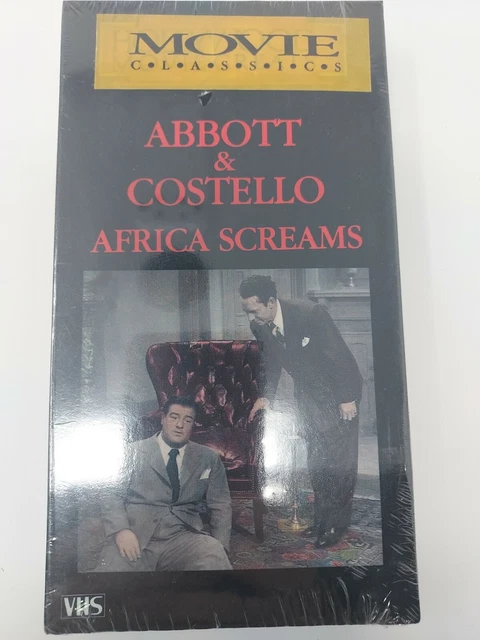 MOVIE
C•L•A•S•S•I•C•S
ABBOTT
&
COSTELLO
AFRICA SCREAMS
VHS